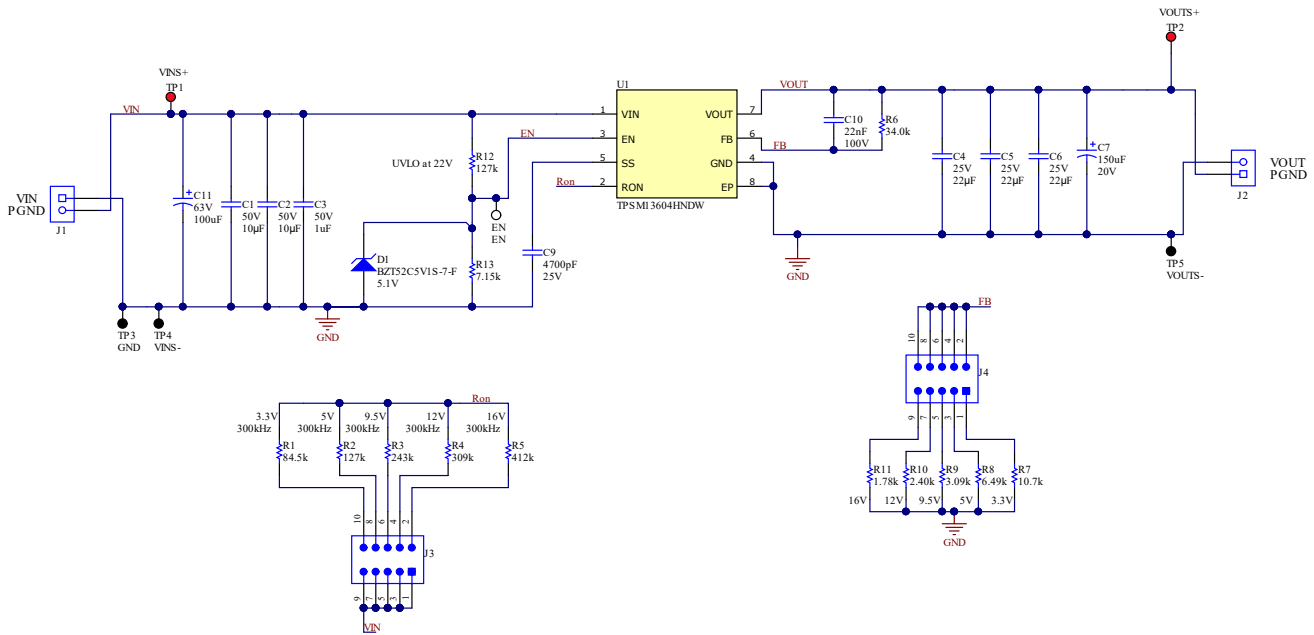 VINS+
TP1
VIN
VIN
PGND
J1
C11
63V
100uF
C1
50V
10µF
C2
50V
10µF
C3
50V
1uF
UVLO at 22V
R12
127k
EN
EN
EN
R13
7.15k
D1
BZT52C5V1S-7-F
5.1V
C9
4700pF
25V
Ron
TP3
GND
TP4
VINS-
GND
U1
1 VIN VOUT 7
3 EN FB 6
5 SS GND 4
2 RON EP 8
TPSM13604HNDW
VOUT
C10
22nF
100V
R6
34.0k
FB
C4
25V
22µF
C5
25V
22µF
C6
25V
22µF
C7
150uF
20V
VOUTS+
TP2
VOUT
PGND
J2
GND
TP5
VOUTS-
Ron
3.3V
300kHz
R1
84.5k
5V
300kHz
R2
127k
9.5V
300kHz
R3
243k
12V
300kHz
R4
309k
16V
300kHz
R5
412k
10 8 6 4 2
J3
9 7 5 3 1
VIN
FB
10 8 6 4 2
J4
9 7 5 3 1
R11
1.78k
16V
R10
2.40k
12V
R9
3.09k
9.5V
R8
6.49k
5V
R7
10.7k
3.3V
GND